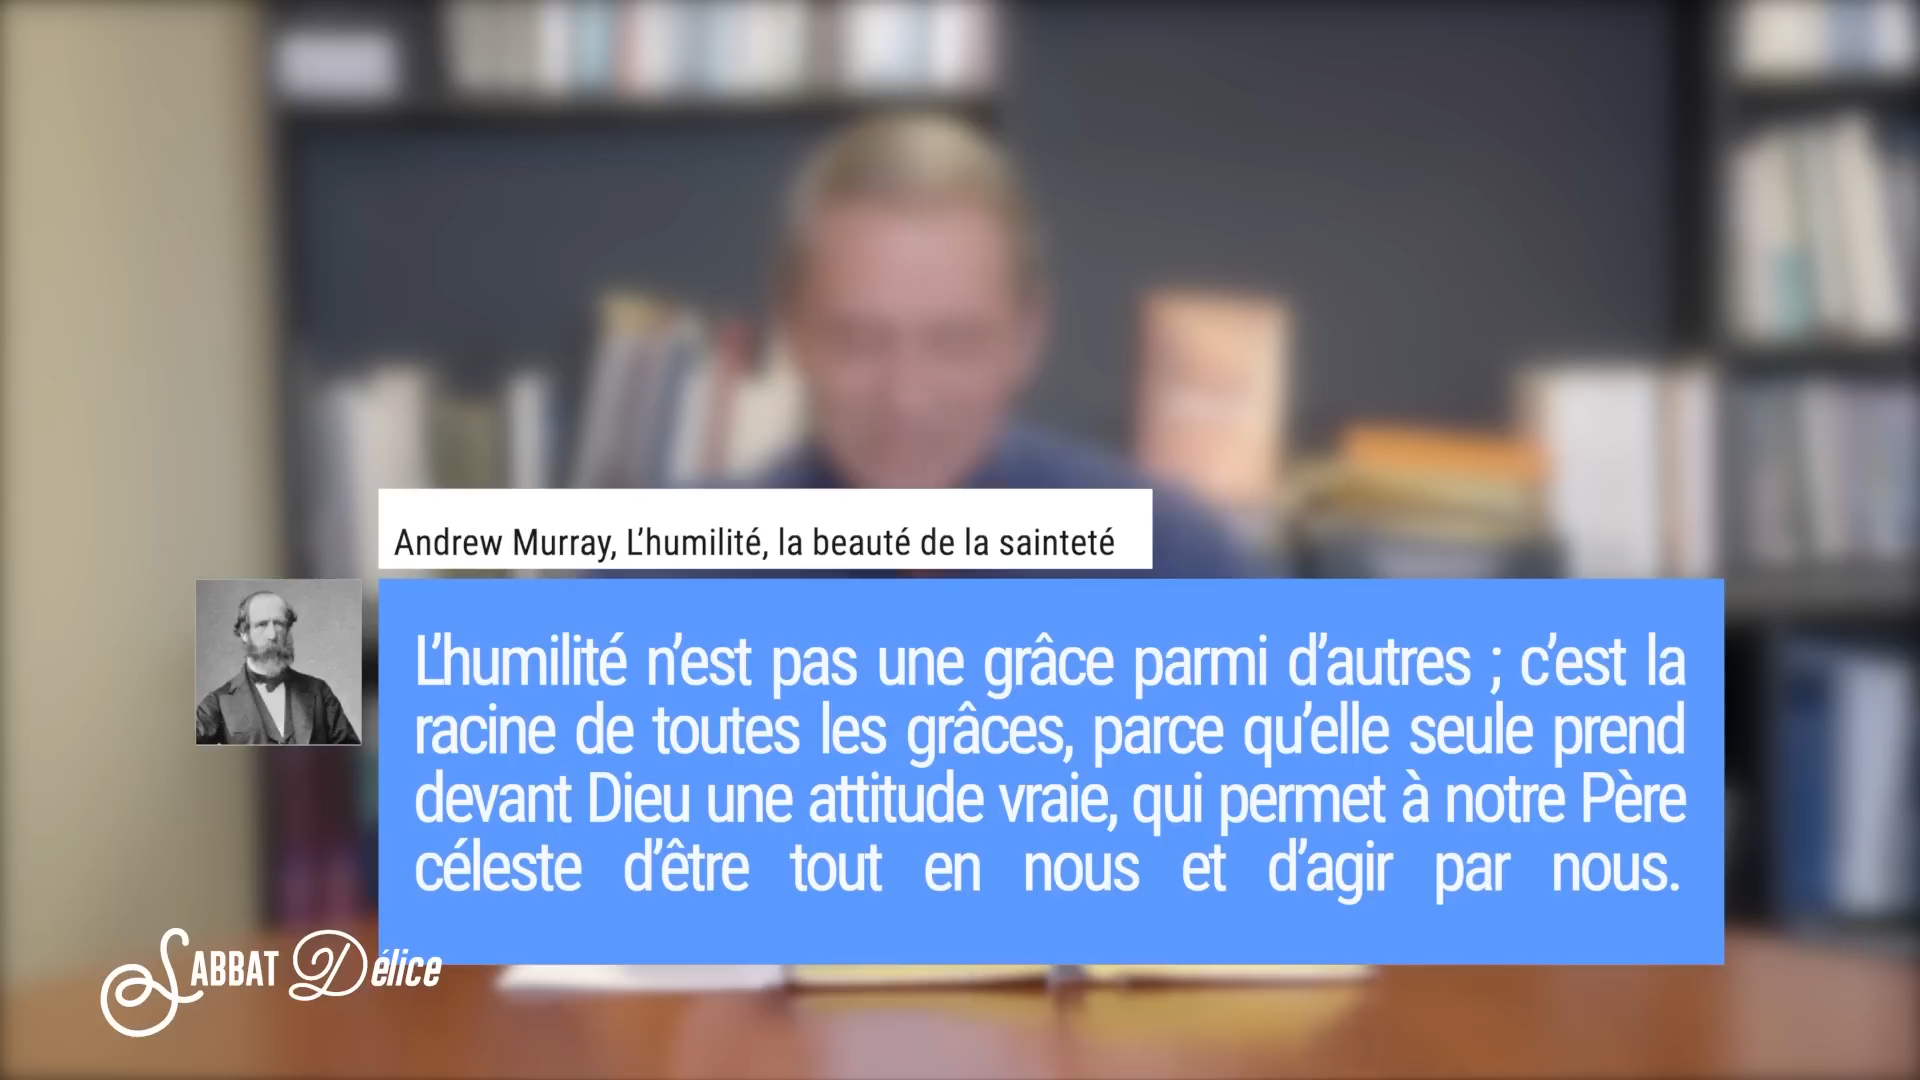 Andrew Murray, L’humilité, la beauté de la sainteté
L’humilité n’est pas une grâce parmi d’autres ; c’est la
racine de toutes les grâces, parce qu’elle seule prend
devant Dieu une attitude vraie, qui permet à notre Père
céleste d’être tout en nous et d’agir par nous.
SABBAT Délice